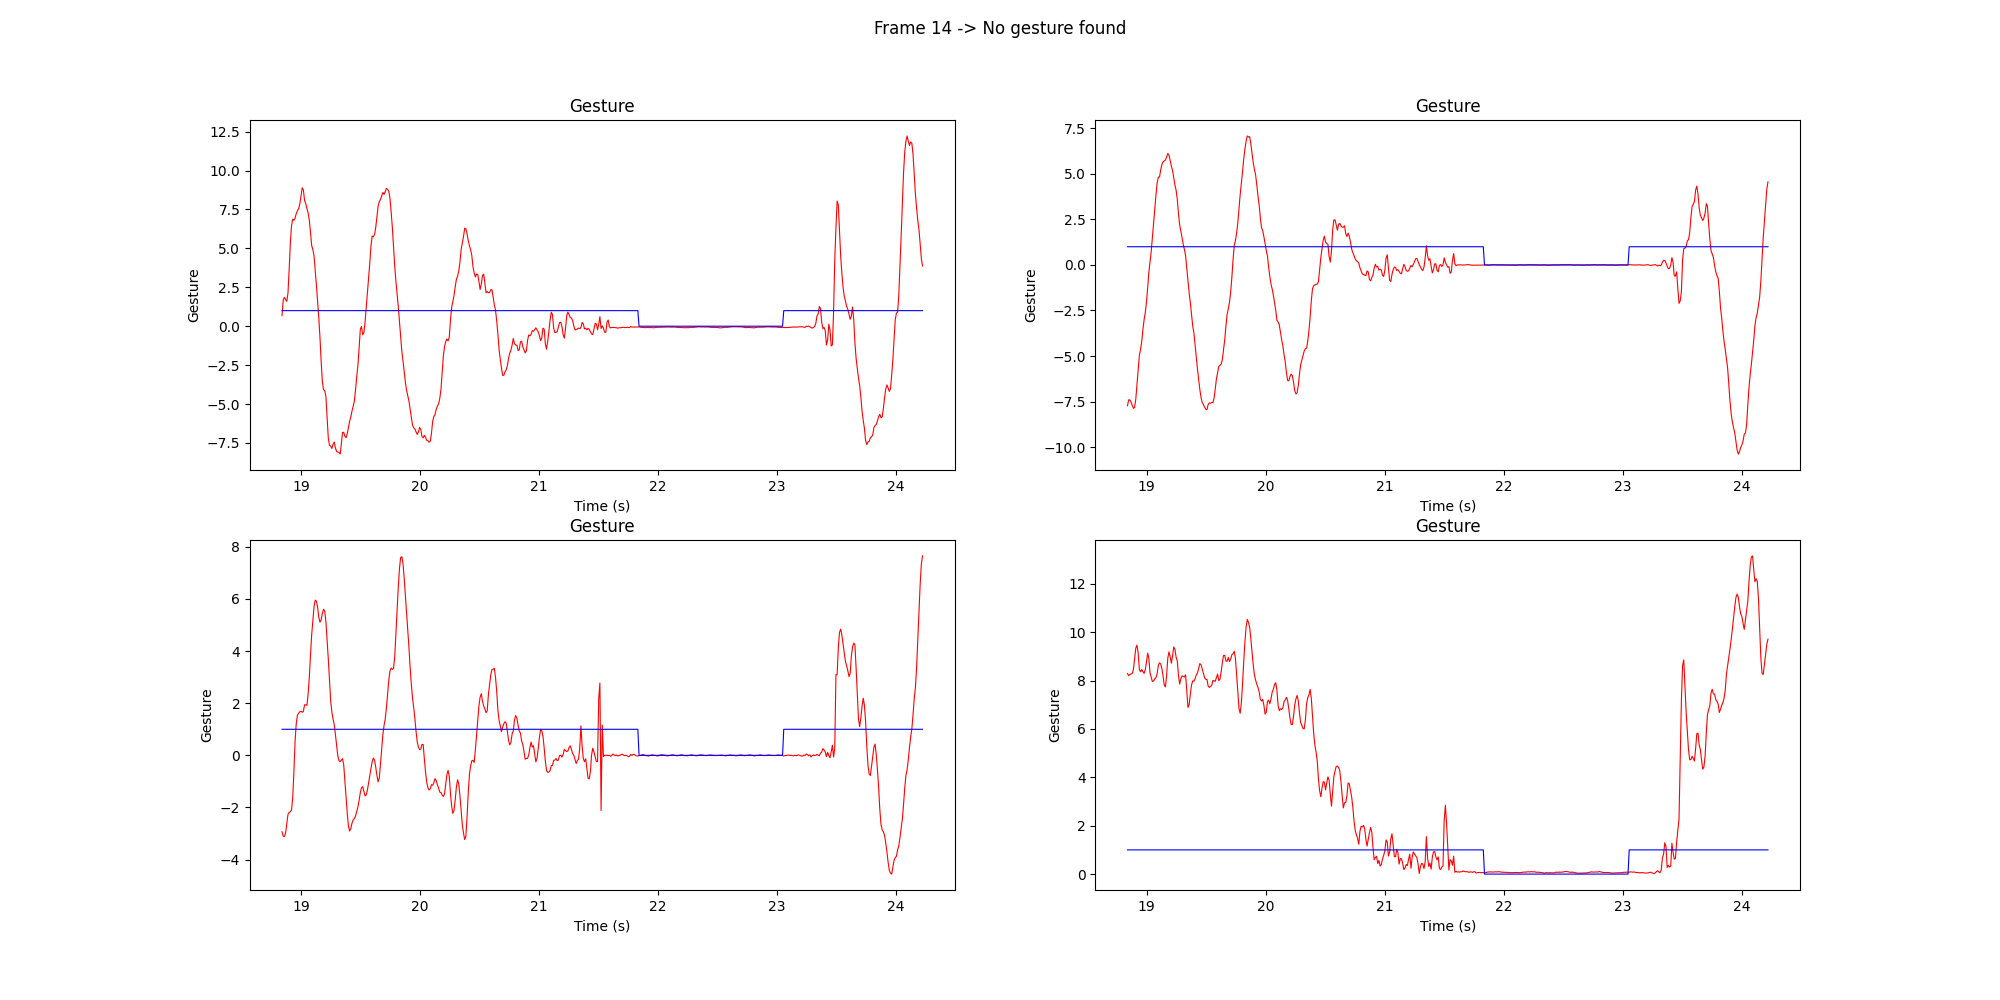 Frame 14 -> No gesture found
Gesture
12.5
10.0
7.5
5.0
2.5
0.0
−2.5
−5.0
−7.5
Gesture
19 20 21 22 23 24
Time (s)
Gesture
7.5
5.0
2.5
0.0
−2.5
−5.0
−7.5
−10.0
Gesture
19 20 21 22 23 24
Time (s)
Gesture
8
6
4
2
0
−2
−4
Gesture
19 20 21 22 23 24
Time (s)
Gesture
12
10
8
6
4
2
0
Gesture
19 20 21 22 23 24
Time (s)